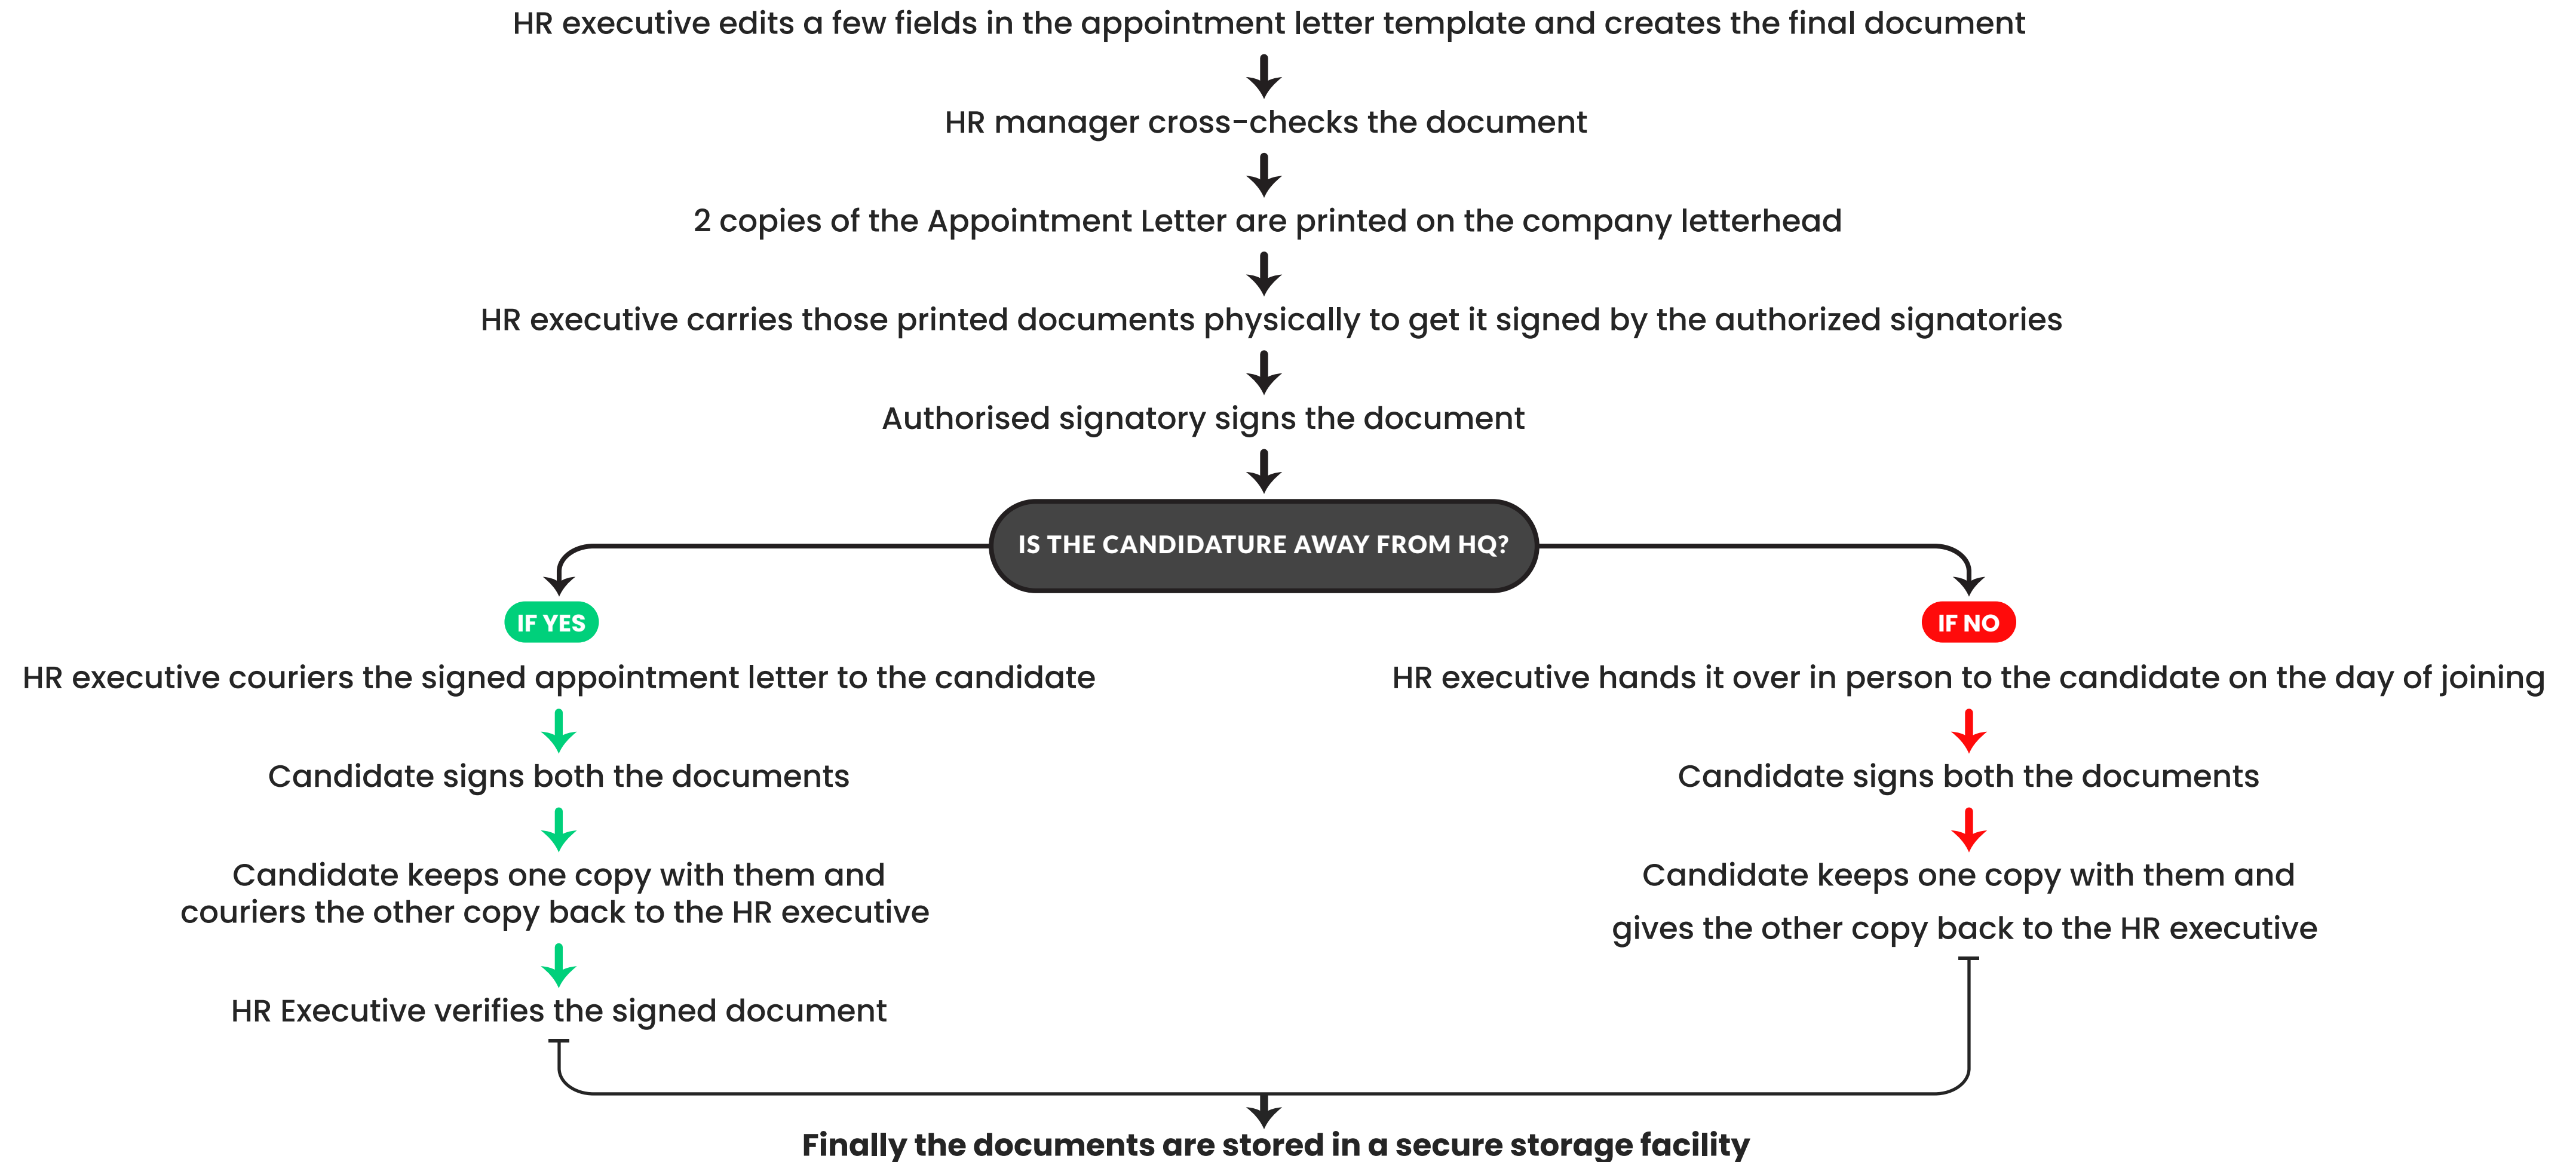 HR executive edits a few fields in the appointment letter template and creates the final document
HR manager cross-checks the document
2 copies of the Appointment Letter are printed on the company letterhead
HR executive carries those printed documents physically to get it signed by the authorized signatories
Authorised signatory signs the document
IS THE CANDIDATURE AWAY FROM HQ?
IF YES
HR executive couriers the signed appointment letter to the candidate
Candidate signs both the documents
Candidate keeps one copy with them and
couriers the other copy back to the HR executive
HR Executive verifies the signed document
IF NO
HR executive hands it over in person to the candidate on the day of joining
Candidate signs both the documents
Candidate keeps one copy with them and
gives the other copy back to the HR executive
Finally the documents are stored in a secure storage facility